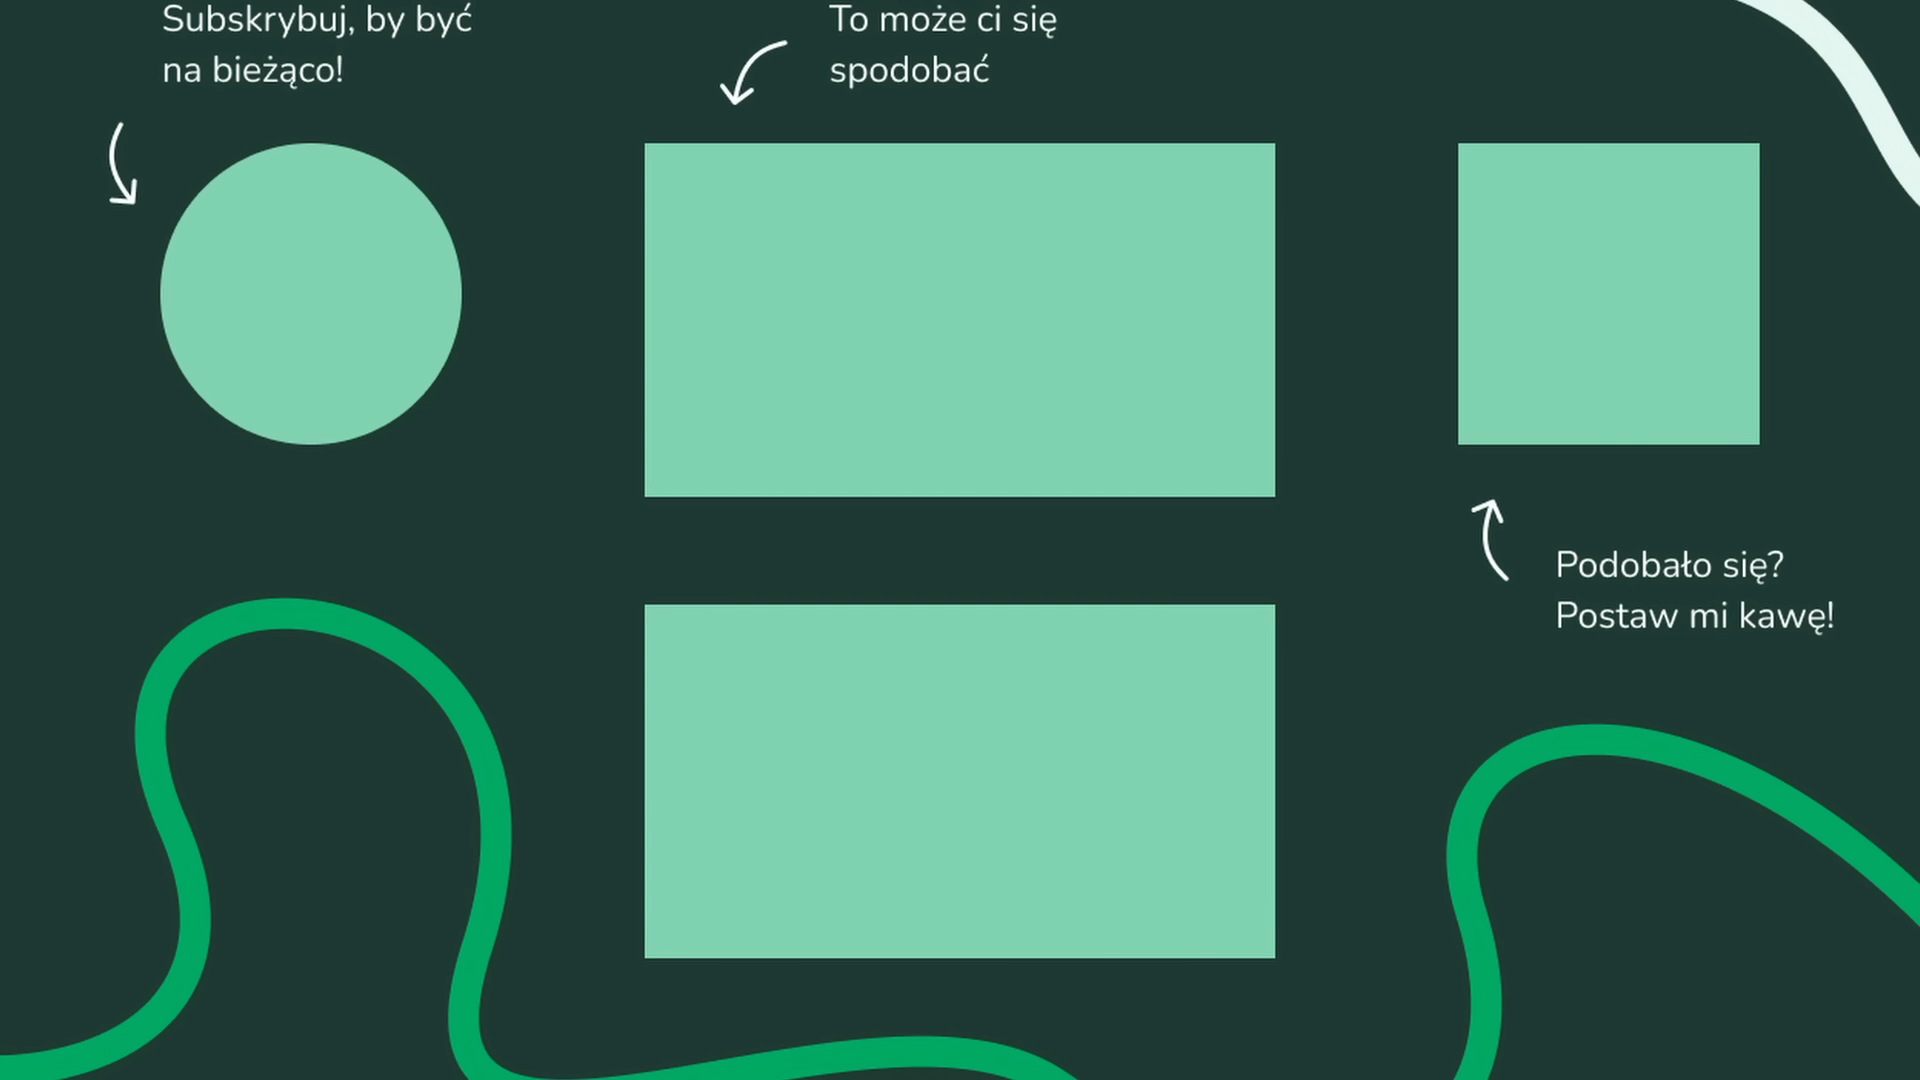 Subskrybuj, by być
na bieżąco!
To może ci się
spodobać
Podobało się?
Postaw mi kawę!